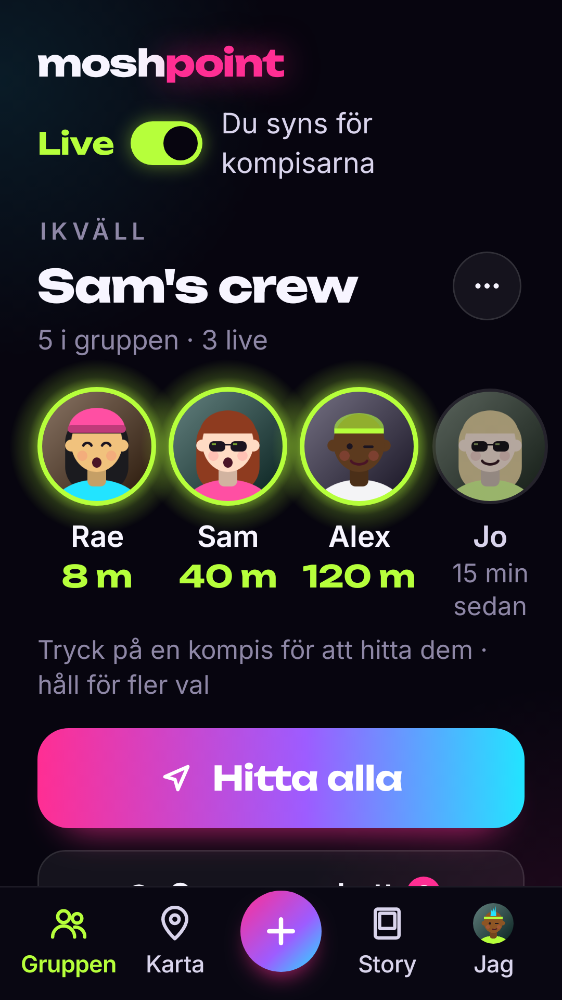 moshpoint
Live
Du syns för
kompisarna
IKVÄLL
Sam's crew
5 i gruppen · 3 live
Rae
8 m
Sam
40 m
Alex
120 m
Jo
15 min
sedan
Tryck på en kompis för att hitta dem ·
håll för fler val
Hitta alla
Gruppen
Karta
Story
Jag